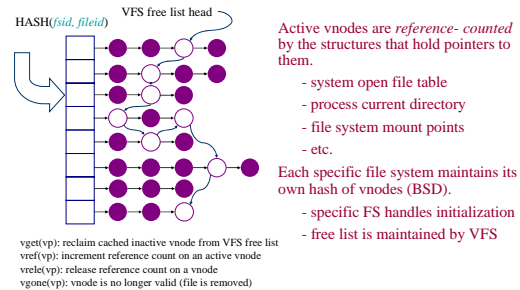 VFS free list head
HASH(fsid, fileid)
Active vnodes are reference- counted
by the structures that hold pointers to
them.
- system open file table
- process current directory
- file system mount points
- etc.
Each specific file system maintains its
own hash of vnodes (BSD).
- specific FS handles initialization
- free list is maintained by VFS
vget(vp): reclaim cached inactive vnode from VFS free list
vref(vp): increment reference count on an active vnode
vrele(vp): release reference count on a vnode
vgone(vp): vnode is no longer valid (file is removed)